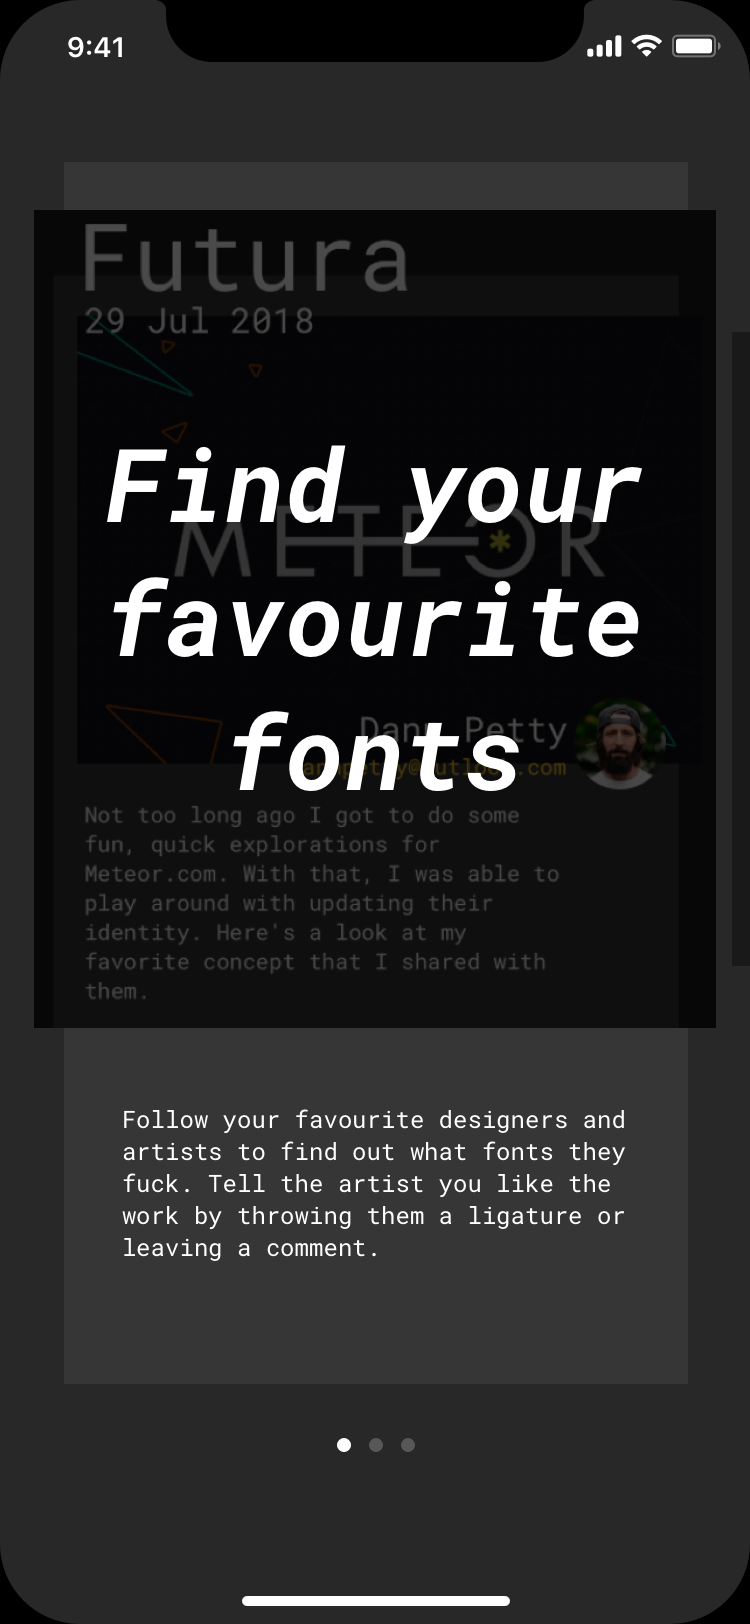 9:41
Futura
29 Jul 2018
METEOR
Find your
favourite
fonts
Petty
Not too long ago I got to do some
fun, quick explorations for
Meteor.com. With that, I was able to
play around with updating their
identity. Here's a look at my
favorite concept that I shared with
them.
Follow your favourite designers and
artists to find out what fonts they
fuck. Tell the artist you like the
work by throwing them a ligature or
leaving a comment.